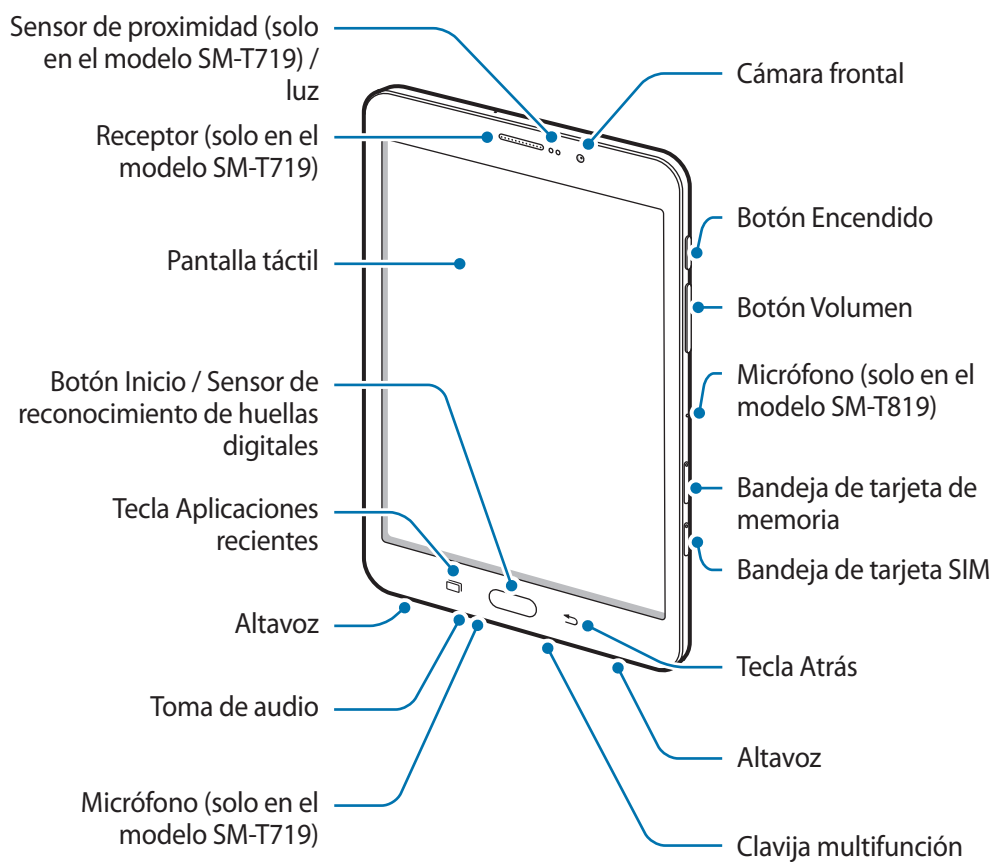 Sensor de proximidad (solo
en el modelo SM-T719) /
luz
Receptor (solo en el
modelo SM-T719)
Pantalla táctil
Botón Inicio / Sensor de
reconocimiento de huellas
digitales
Tecla Aplicaciones
recientes
Altavoz
Toma de audio
Micrófono (solo en el
modelo SM-T719)
Cámara frontal
Botón Encendido
Botón Volumen
Micrófono (solo en el
modelo SM-T819)
Bandeja de tarjeta de
memoria
Bandeja de tarjeta SIM
Tecla Atrás
Altavoz
Clavija multifunción